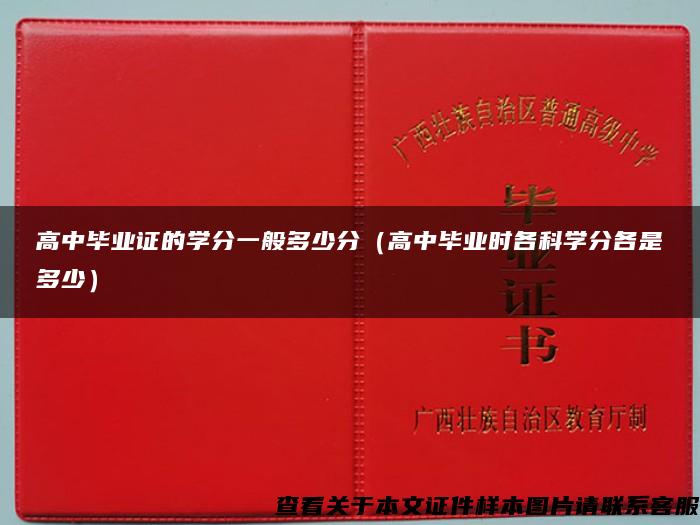 广西壮族自治区普通高级中学
毕业证书
高中毕业证的学分一般多少分（高中毕业时各科学分各是
多少）
广西壮族自治区教育厅制
查看关于本文证件样本图片请联系客服